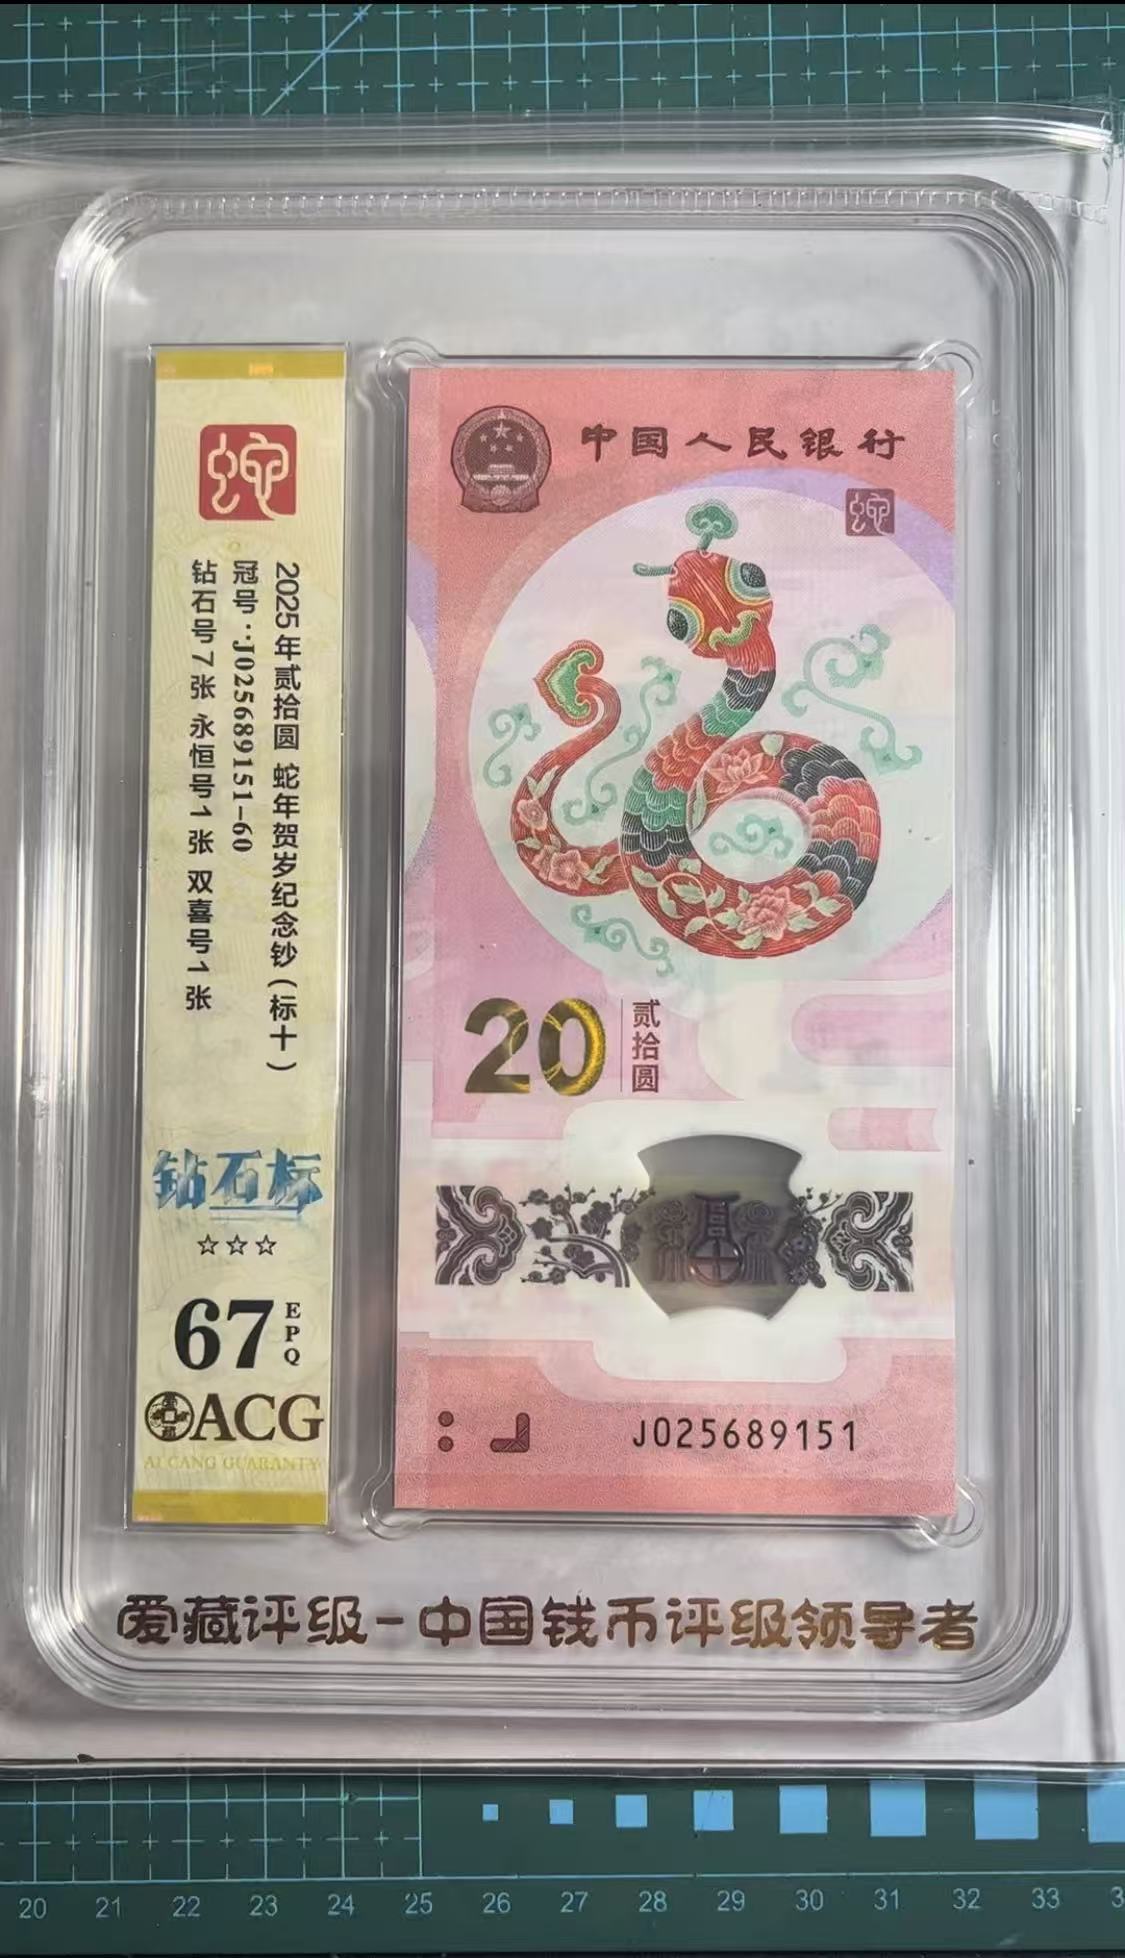 蛇
2025年贰拾圆 蛇年贺岁纪念钞(标十)
冠号:J025689151-60
钻石号7张 永恒号1张 双喜号1张
钻石标
☆☆☆
67 EPQ
ACG
AI CANG GUARANTY
中国人民银行
蛇
20 贰拾圆
福
J025689151
爱藏评级-中国钱币评级领导者
20 21 22 23 24 25 26 27 28 29 30 31 32 33